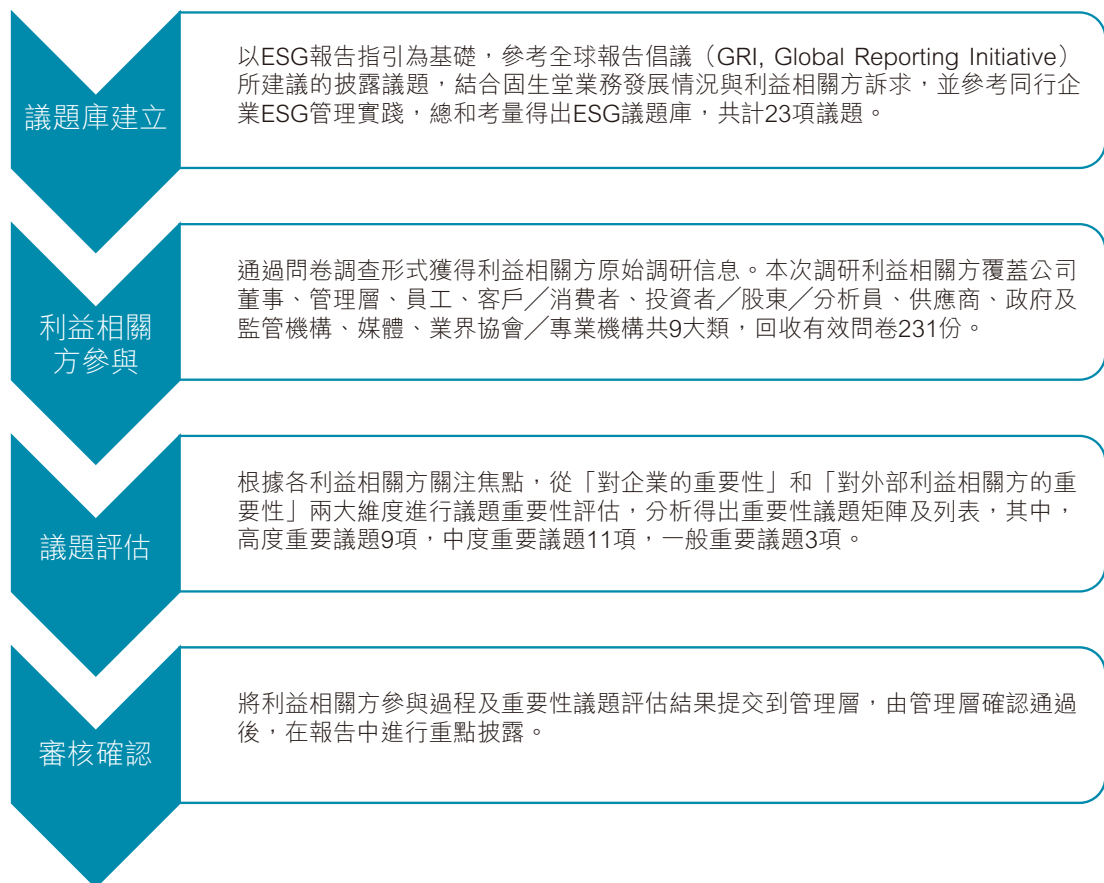 議題庫建立
以ESG報告指引為基礎，參考全球報告倡議（GRI, Global Reporting Initiative）
所建議的披露議題，結合固生堂業務發展情況與利益相關方訴求，並參考同行企
業ESG管理實踐，總和考量得出ESG議題庫，共計23項議題。
利益相關
方參與
通過問卷調查形式獲得利益相關方原始調研信息。本次調研利益相關方覆蓋公司
董事、管理層、員工、客戶╱消費者、投資者╱股東╱分析員、供應商、政府及
監管機構、媒體、業界協會╱專業機構共9大類，回收有效問卷231份。
議題評估
根據各利益相關方關注焦點，從「對企業的重要性」和「對外部利益相關方的重
要性」兩大維度進行議題重要性評估，分析得出重要性議題矩陣及列表，其中，
高度重要議題9項，中度重要議題11項，一般重要議題3項。
審核確認
將利益相關方參與過程及重要性議題評估結果提交到管理層，由管理層確認通過
後，在報告中進行重點披露。